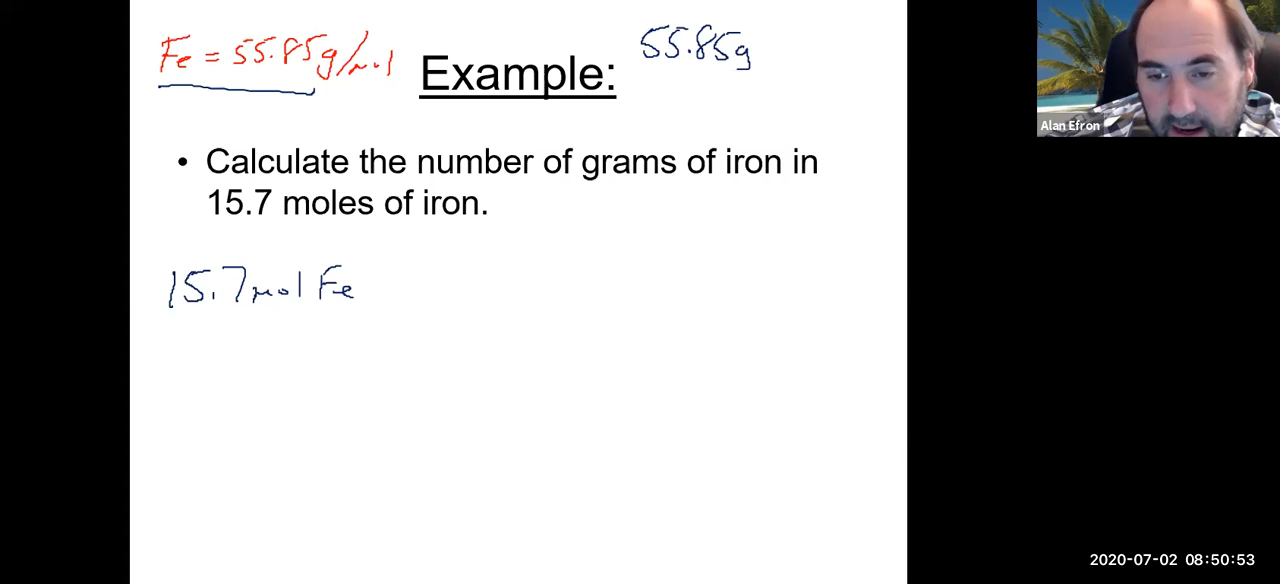 Fe = 55.85g/mol
Example:
55.85g
• Calculate the number of grams of iron in
15.7 moles of iron.
15.7mol Fe
Alan Efron
2020-07-02 08:50:53